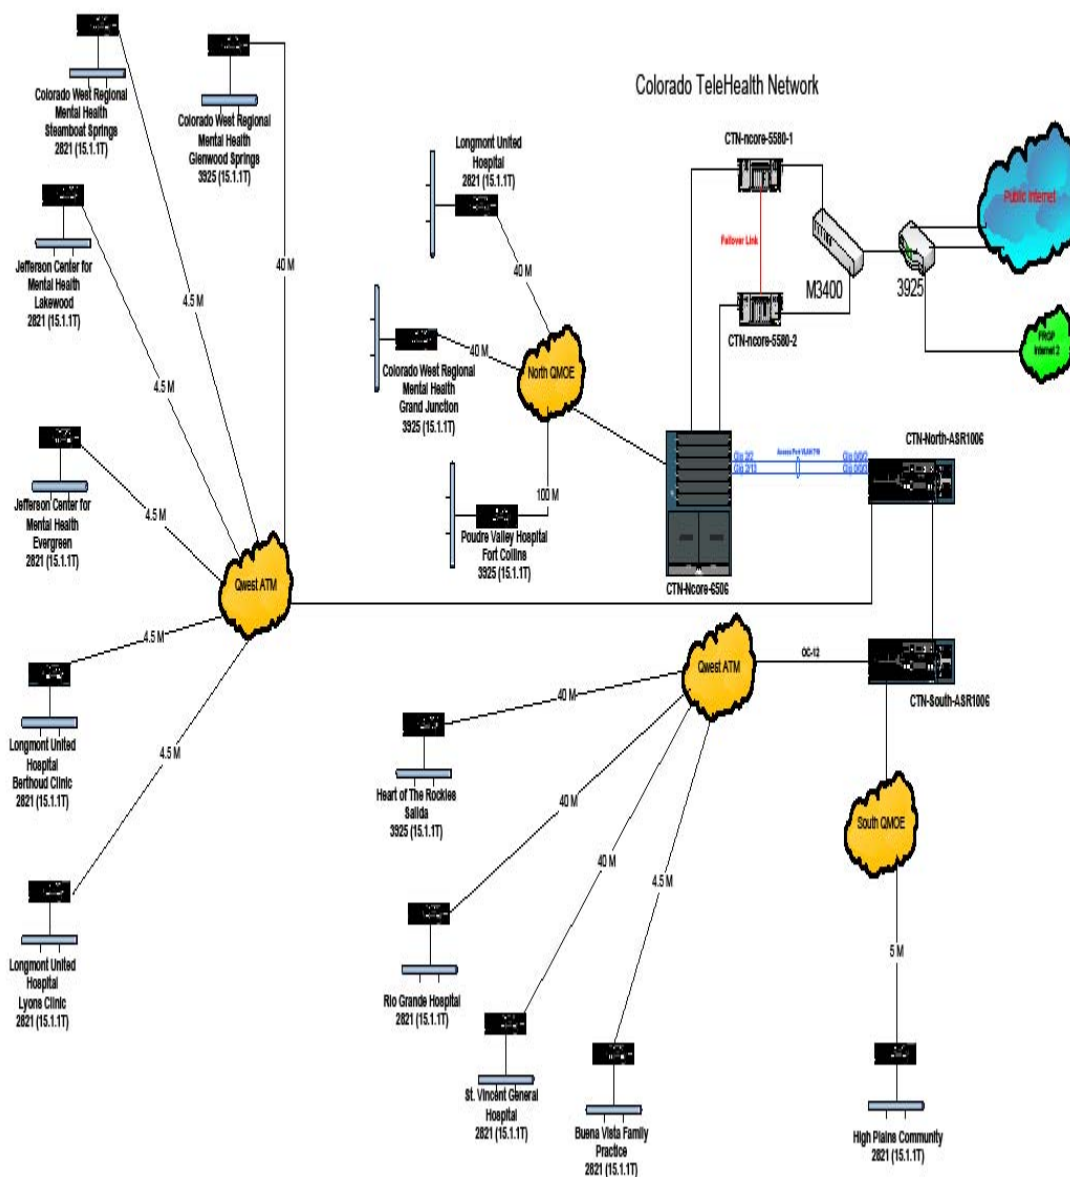 Colorado TeleHealth Network
Colorado West Regional
Mental Health
Steamboat Springs
2821 (15.1.1T)
Colorado West Regional
Mental Health
Glenwood Springs
3925 (15.1.1T)
Jefferson Center for
Mental Health
Lakewood
2821 (15.1.1T)
Jefferson Center for
Mental Health
Evergreen
2821 (15.1.1T)
Longmont United
Hospital
Berthoud Clinic
2821 (15.1.1T)
Longmont United
Hospital
Lyons Clinic
2821 (15.1.1T)
40 M
4.5 M
4.5 M
4.5 M
4.5 M
4.5 M
Qwest ATM
Longmont United
Hospital
2821 (15.1.1T)
40 M
Colorado West Regional
Mental Health
Grand Junction
3925 (15.1.1T)
40 M
North QMOE
100 M
Poudre Valley Hospital
Fort Collins
3925 (15.1.1T)
CTN-ncore-5580-1
Failover Link
CTN-ncore-5580-2
M3400
3925
Public Internet
FRGP
Internet 2
CTN-Ncore-6506
Gig 2/2
Gig 2/13
CTN-North-ASR1006
OC-12
CTN-South-ASR1006
Qwest ATM
40 M
Heart of The Rockies
Salida
3925 (15.1.1T)
40 M
Rio Grande Hospital
2821 (15.1.1T)
40 M
St. Vincent General
Hospital
2821 (15.1.1T)
4.5 M
Buena Vista Family
Practice
2821 (15.1.1T)
South QMOE
5 M
High Plains Community
2821 (15.1.1T)